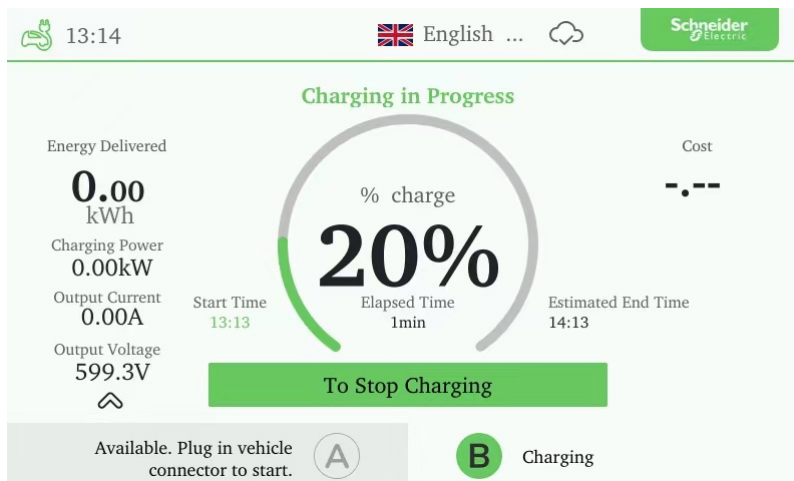 13:14
English ...
Schneider
Electric
Charging in Progress
Energy Delivered
0.00
kWh
Charging Power
0.00kW
Output Current
0.00A
Output Voltage
599.3V
% charge
20%
Start Time
13:13
Elapsed Time
1min
Estimated End Time
14:13
Cost
-.--
To Stop Charging
Available. Plug in vehicle
connector to start.
A
B
Charging